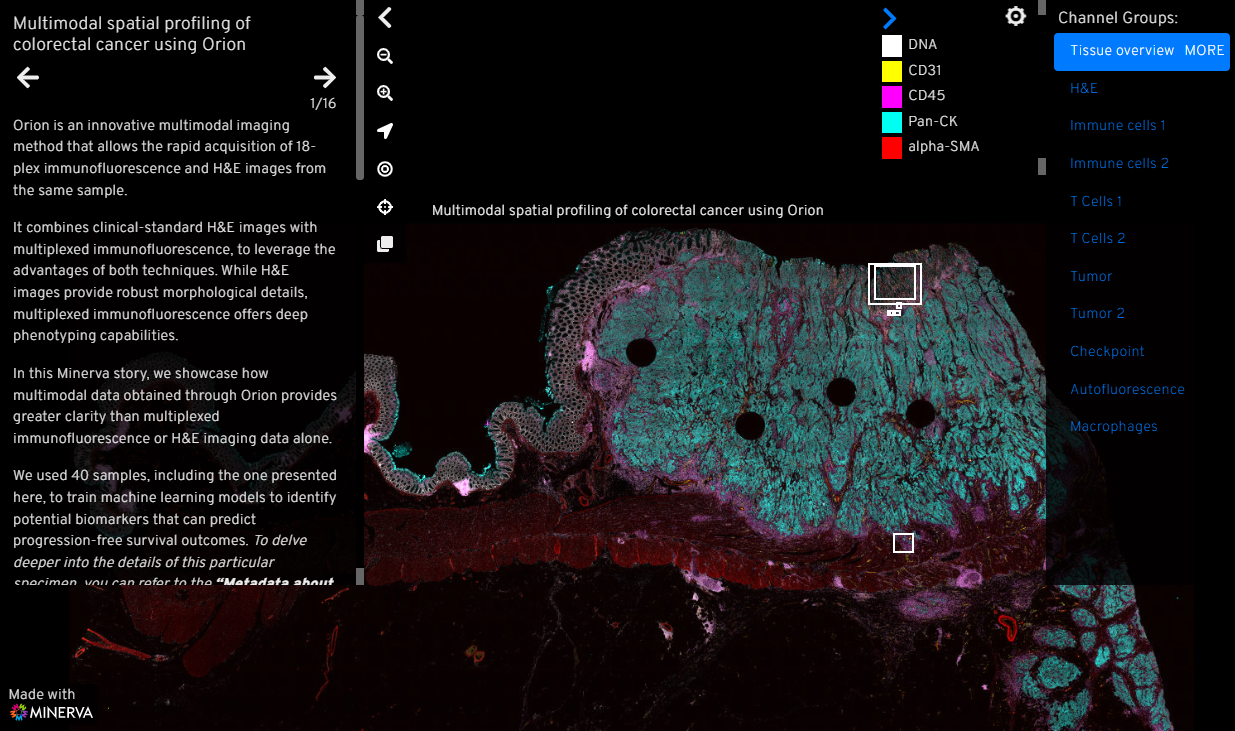 Multimodal spatial profiling of
colorectal cancer using Orion
1/16
Orion is an innovative multimodal imaging
method that allows the rapid acquisition of 18-
plex immunofluorescence and H&E images from
the same sample.
It combines clinical-standard H&E images with
multiplexed immunofluorescence, to leverage the
advantages of both techniques. While H&E
images provide robust morphological details,
multiplexed immunofluorescence offers deep
phenotyping capabilities.
In this Minerva story, we showcase how
multimodal data obtained through Orion provides
greater clarity than multiplexed
immunofluorescence or H&E imaging data alone.
We used 40 samples, including the one presented
here, to train machine learning models to identify
potential biomarkers that can predict
progression-free survival outcomes. To delve
deeper into the details of this particular
specimen, you can refer to the “Metadata about
Made with
MINERVA
Multimodal spatial profiling of colorectal cancer using Orion
DNA
CD31
CD45
Pan-CK
alpha-SMA
Channel Groups:
Tissue overview MORE
H&E
Immune cells 1
Immune cells 2
T Cells 1
T Cells 2
Tumor
Tumor 2
Checkpoint
Autofluorescence
Macrophages